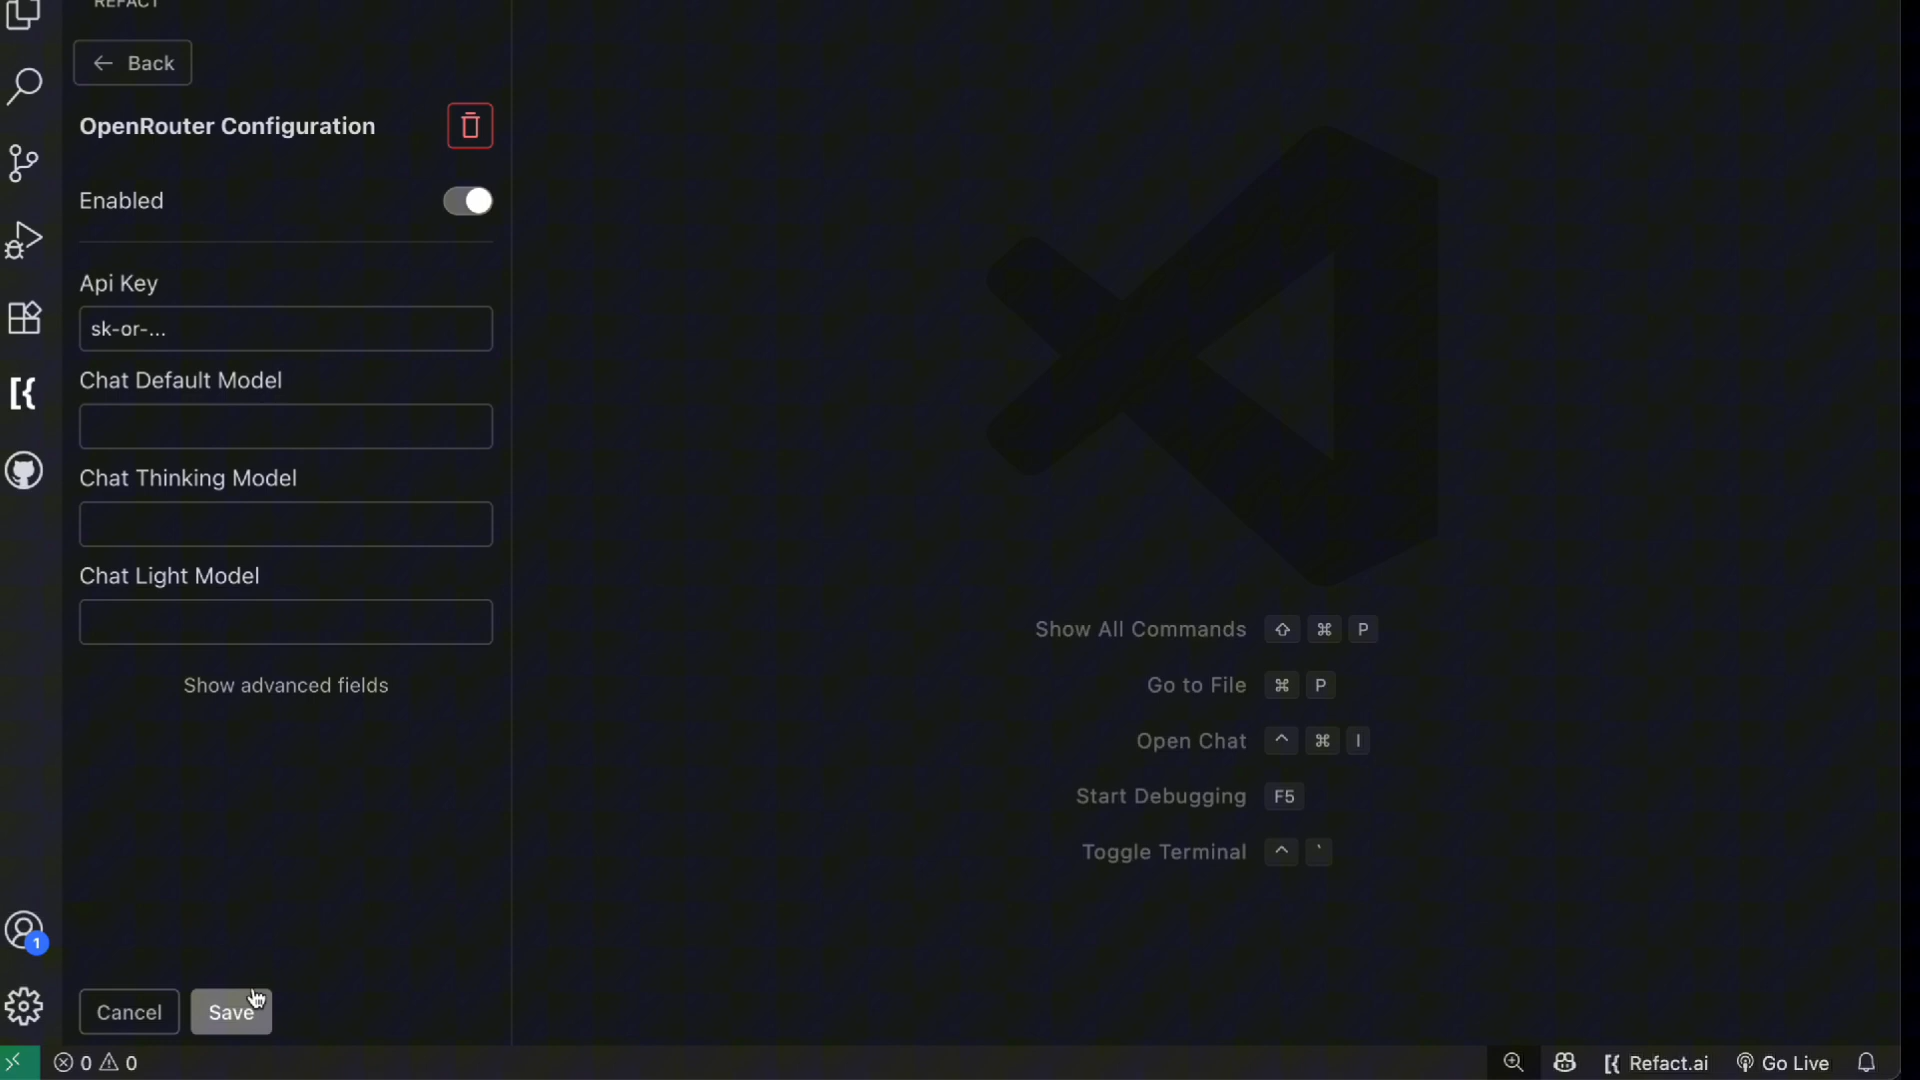 REFACT
← Back
OpenRouter Configuration
Enabled
Api Key
sk-or-...
Chat Default Model
Chat Thinking Model
Chat Light Model
Show advanced fields
Cancel
Save
Show All Commands ⇧ ⌘ P
Go to File ⌘ P
Open Chat ^ ⌘ I
Start Debugging F5
Toggle Terminal ^ `
1
0 0
Refact.ai
Go Live